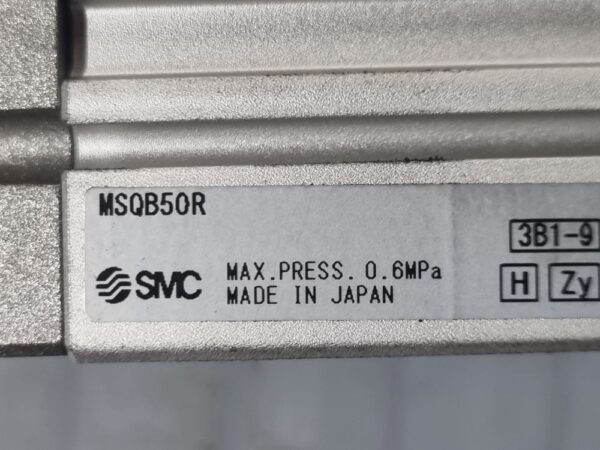 MSQB50R
3B1-9
SMC MAX.PRESS. 0.6MPa
MADE IN JAPAN
H Zy